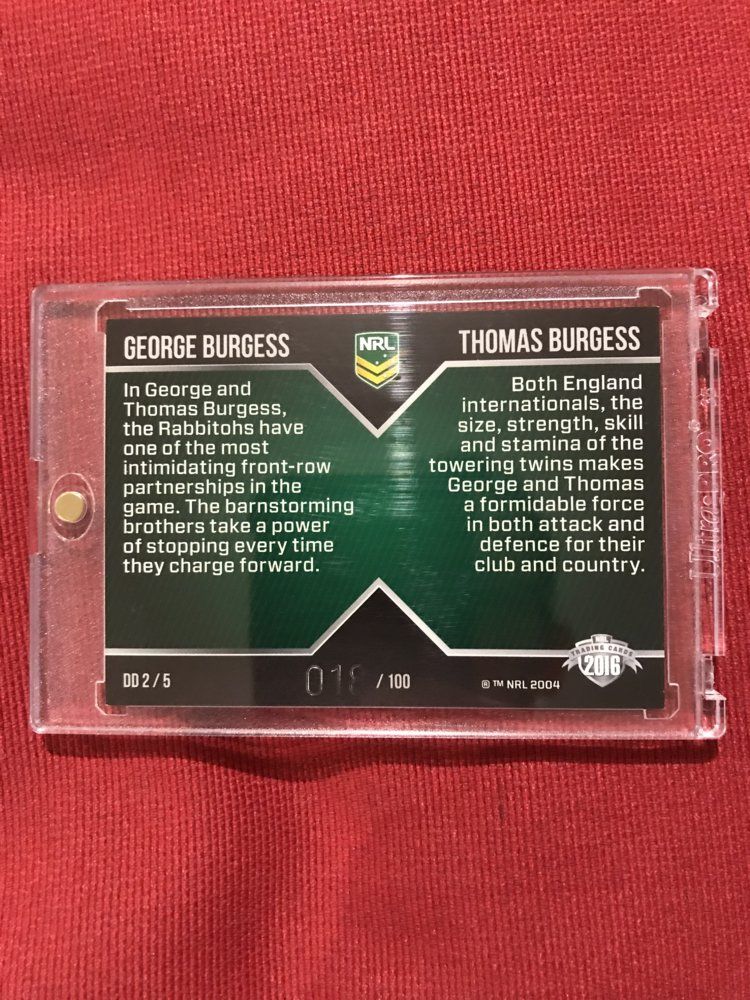 GEORGE BURGESS
NRL
THOMAS BURGESS
In George and
Thomas Burgess,
the Rabbitohs have
one of the most
intimidating front-row
partnerships in the
game. The barnstorming
brothers take a power
of stopping every time
they charge forward.
Both England
internationals, the
size, strength, skill
and stamina of the
towering twins makes
George and Thomas
a formidable force
in both attack and
defence for their
club and country.
DD 2 / 5
/ 100
® ™ NRL 2004
NRL
TRADING CARDS
2016